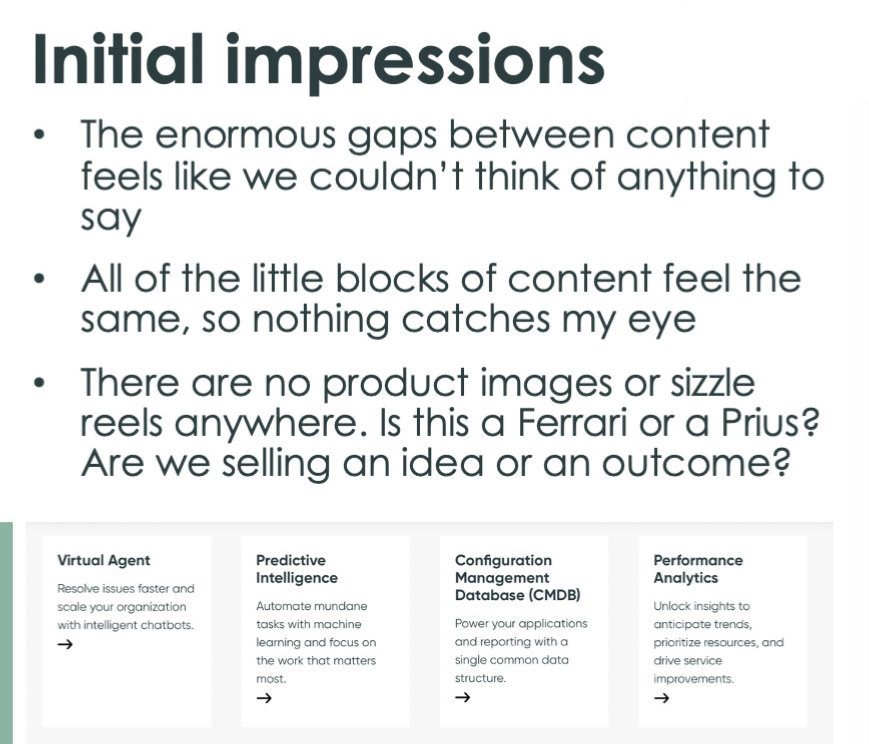 Initial impressions
• The enormous gaps between content
feels like we couldn't think of anything to
say
• All of the little blocks of content feel the
same, so nothing catches my eye
• There are no product images or sizzle
reels anywhere. Is this a Ferrari or a Prius?
Are we selling an idea or an outcome?
Virtual Agent
Resolve issues faster and
scale your organization
with intelligent chatbots.
→
Predictive
Intelligence
Automate mundane
tasks with machine
learning and focus on
the work that matters
most.
→
Configuration
Management
Database (CMDB)
Power your applications
and reporting with a
single common data
structure.
→
Performance
Analytics
Unlock insights to
anticipate trends,
prioritize resources, and
drive service
improvements.
→